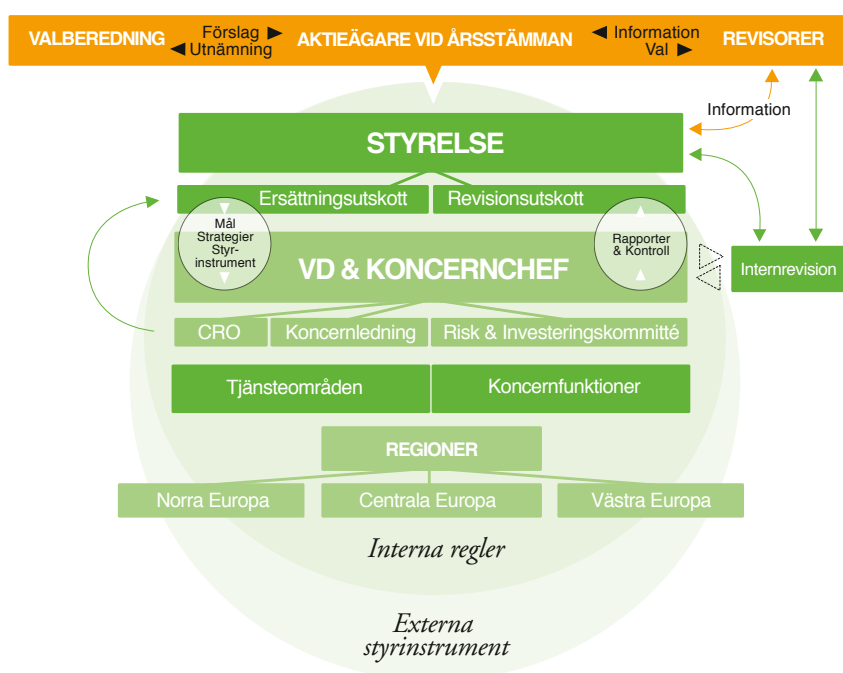 VALBEREDNING
Förslag
Utnämning
AKTIEÄGARE VID ÅRSSTÄMMAN
Information
Val
REVISORER
Information
STYRELSE
Ersättningsutskott
Revisionsutskott
Mål
Strategier
Styr-
instrument
Rapporter
& Kontroll
VD & KONCERNCHEF
Internrevision
CRO
Koncernledning
Risk & Investeringskommitté
Tjänsteområden
Koncernfunktioner
REGIONER
Norra Europa
Centrala Europa
Västra Europa
Interna regler
Externa
styrinstrument